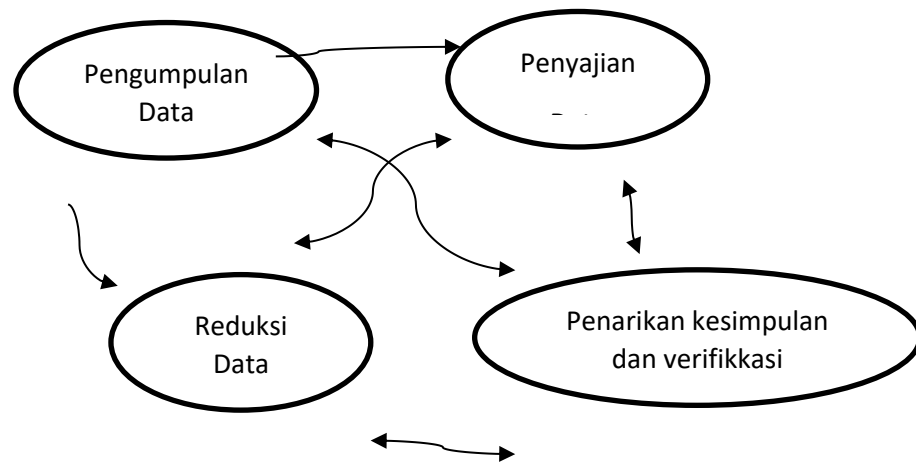 Pengumpulan
Data
Penyajian
Reduksi
Data
Penarikan kesimpulan
dan verifikkasi